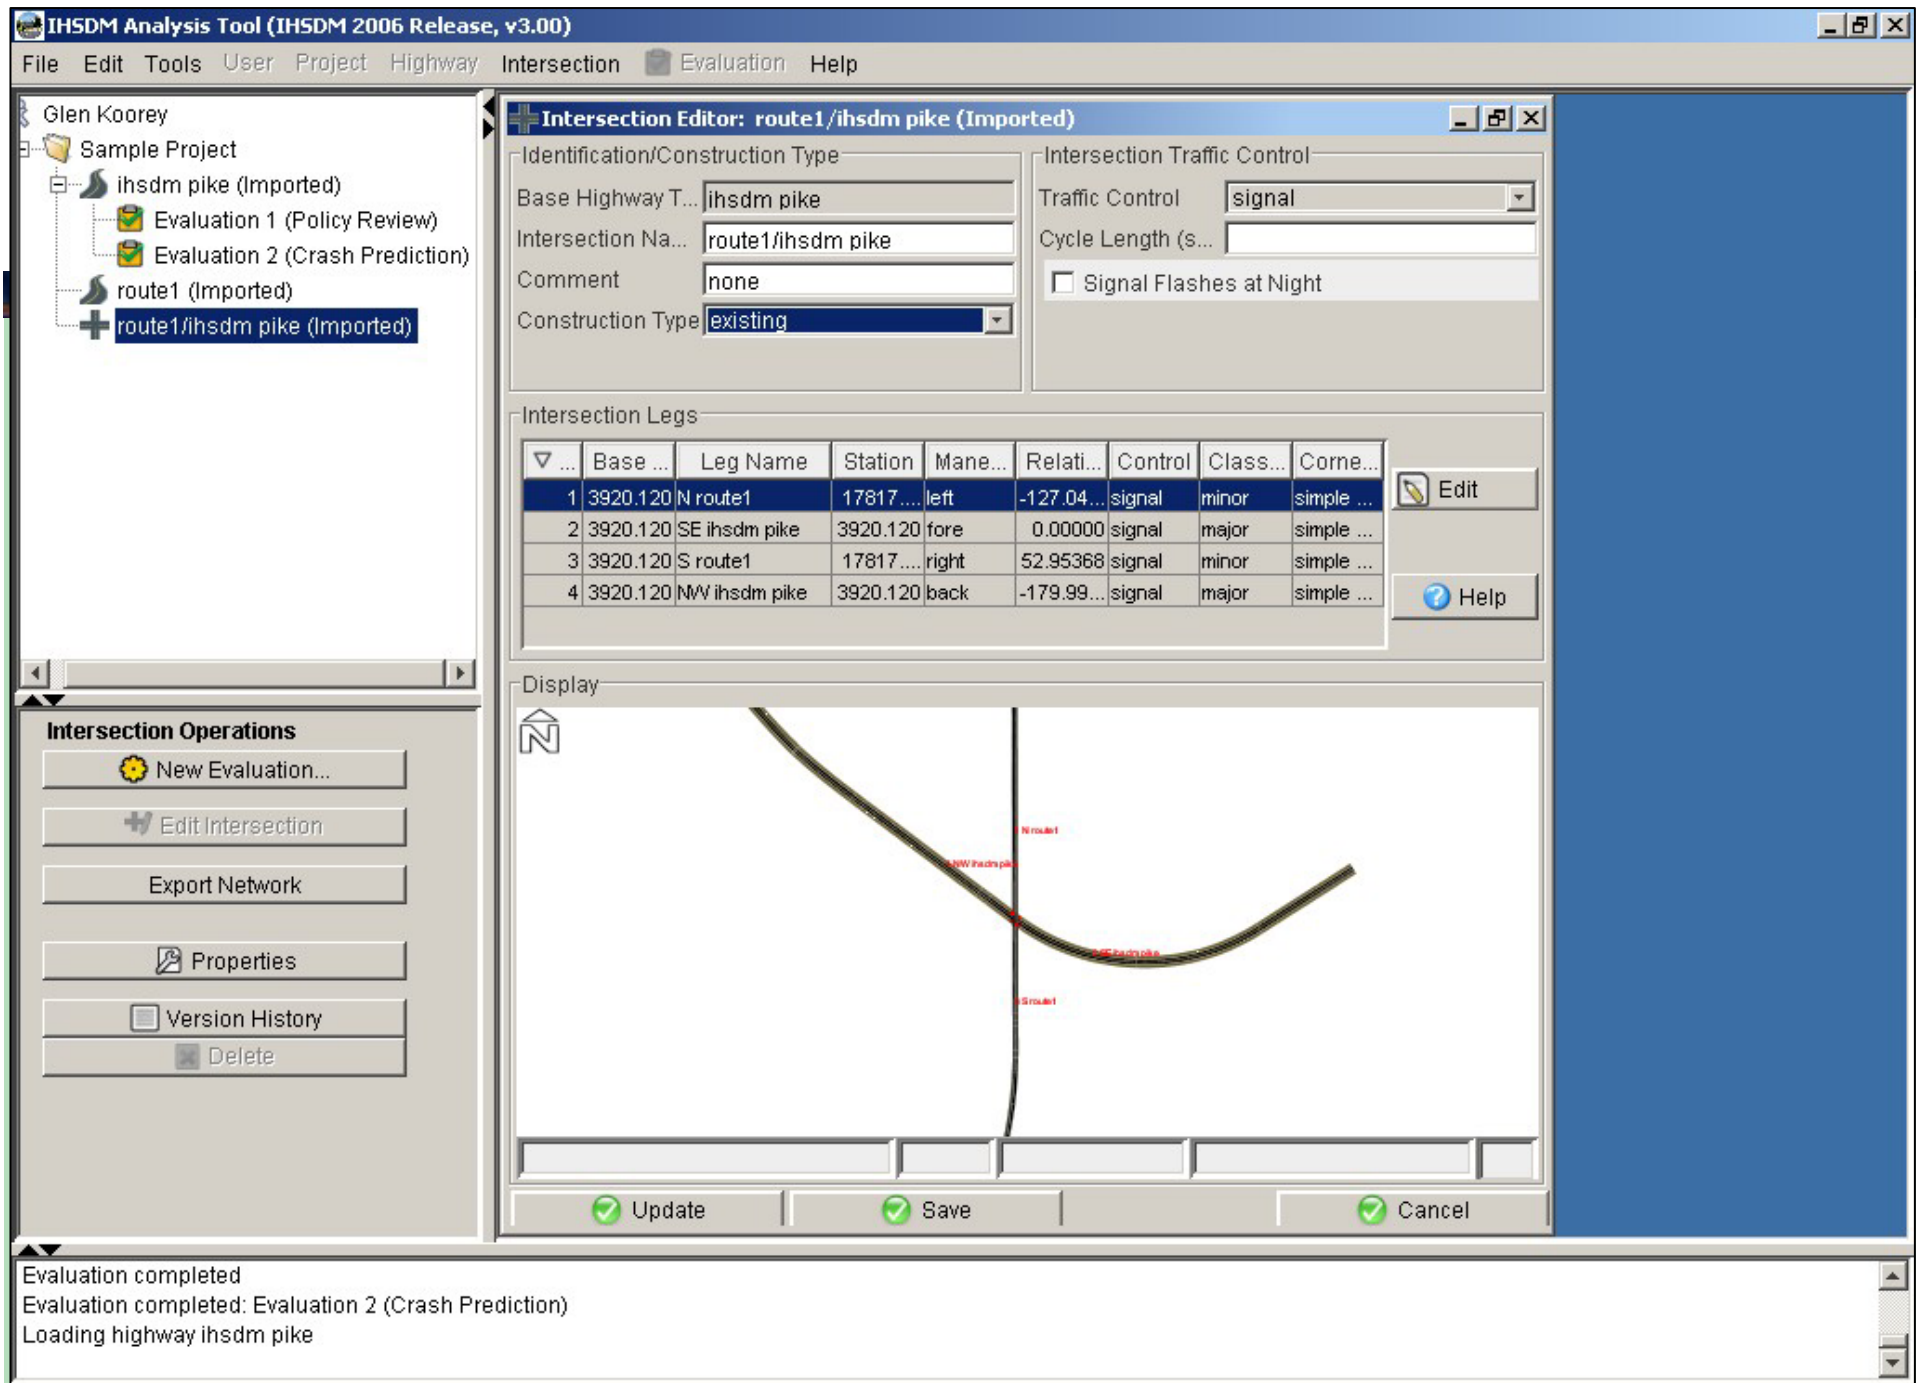 IHSDM Analysis Tool (IHSDM 2006 Release, v3.00)
File Edit Tools User Project Highway Intersection Evaluation Help
Glen Koorey
Sample Project
ihsdm pike (Imported)
Evaluation 1 (Policy Review)
Evaluation 2 (Crash Prediction)
route1 (Imported)
route1/ihsdm pike (Imported)
Intersection Operations
New Evaluation...
Edit Intersection
Export Network
Properties
Version History
Delete
Intersection Editor: route1/ihsdm pike (Imported)
Identification/Construction Type
Base Highway T... ihsdm pike
Intersection Na... route1/ihsdm pike
Comment none
Construction Type existing
Intersection Traffic Control
Traffic Control signal
Cycle Length (s...
Signal Flashes at Night
Intersection Legs
... Base ... Leg Name Station Mane... Relati... Control Class... Corne...
1 3920.120 N route1 17817.... left -127.04... signal minor simple ...
2 3920.120 SE ihsdm pike 3920.120 fore 0.00000 signal major simple ...
3 3920.120 S route1 17817.... right 52.95368 signal minor simple ...
4 3920.120 NW ihsdm pike 3920.120 back -179.99... signal major simple ...
Edit
Help
Display
N
N route1
NW ihsdm pike
SE ihsdm pike
S route1
Update Save Cancel
Evaluation completed
Evaluation completed: Evaluation 2 (Crash Prediction)
Loading highway ihsdm pike